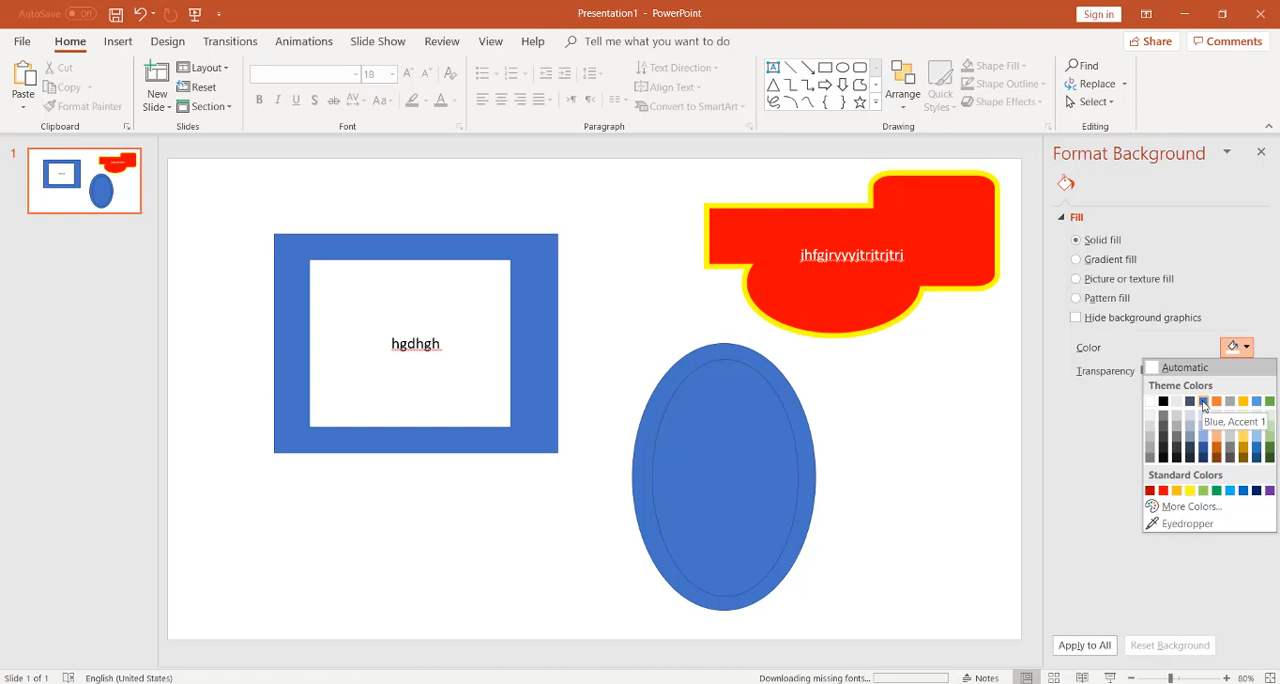 AutoSave Off
Presentation1 - PowerPoint
Sign in
File Home Insert Design Transitions Animations Slide Show Review View Help Tell me what you want to do
Share Comments
Paste
Cut
Copy
Format Painter
Clipboard
New Slide
Layout
Reset
Section
Slides
18
B I U S ab AV Aa A
Font
Text Direction
Align Text
Convert to SmartArt
Paragraph
Arrange
Quick Styles
Shape Fill
Shape Outline
Shape Effects
Drawing
Find
Replace
Select
Editing
1
hgdhgh
Format Background
Fill
Solid fill
Gradient fill
Picture or texture fill
Pattern fill
Hide background graphics
Color
Transparency
Automatic
Theme Colors
Blue, Accent 1
Standard Colors
More Colors...
Eyedropper
Apply to All Reset Background
Slide 1 of 1 English (United States) Downloading missing fonts... Notes 80%